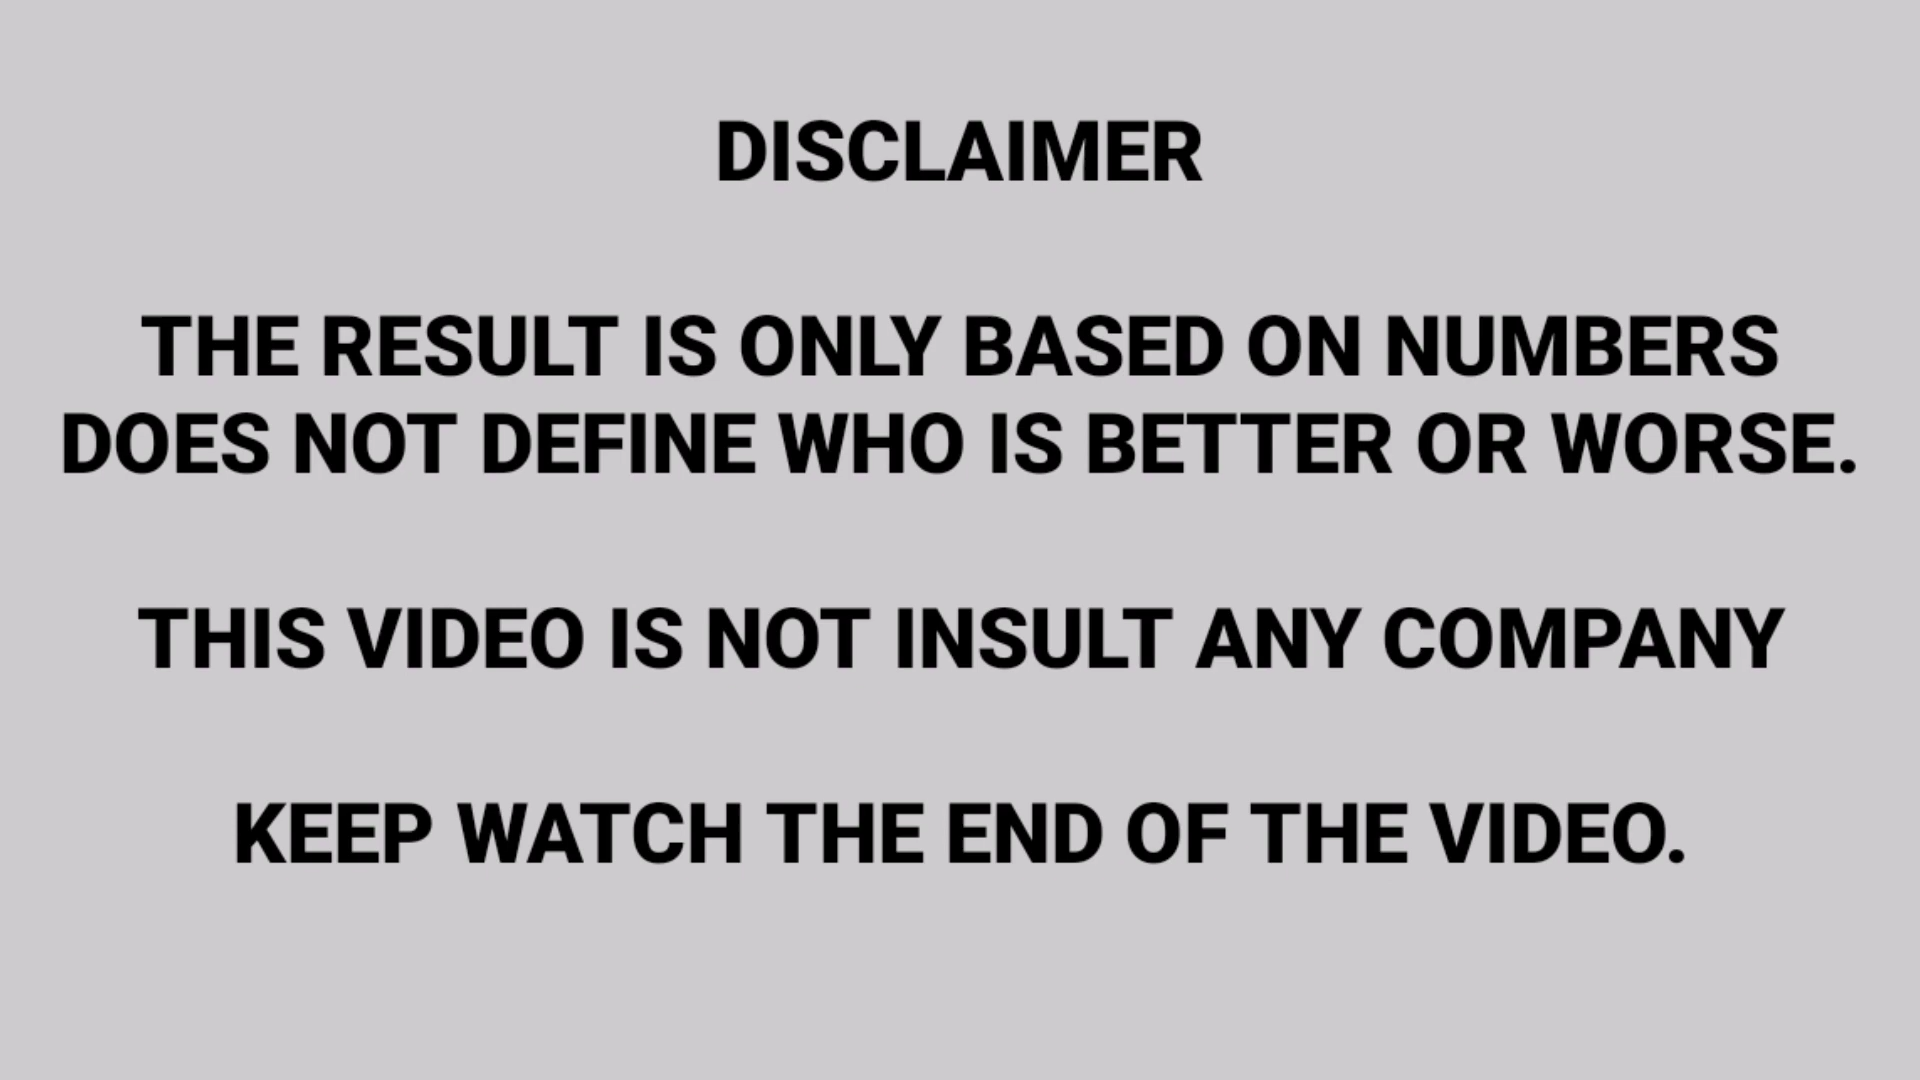 DISCLAIMER
THE RESULT IS ONLY BASED ON NUMBERS
DOES NOT DEFINE WHO IS BETTER OR WORSE.
THIS VIDEO IS NOT INSULT ANY COMPANY
KEEP WATCH THE END OF THE VIDEO.